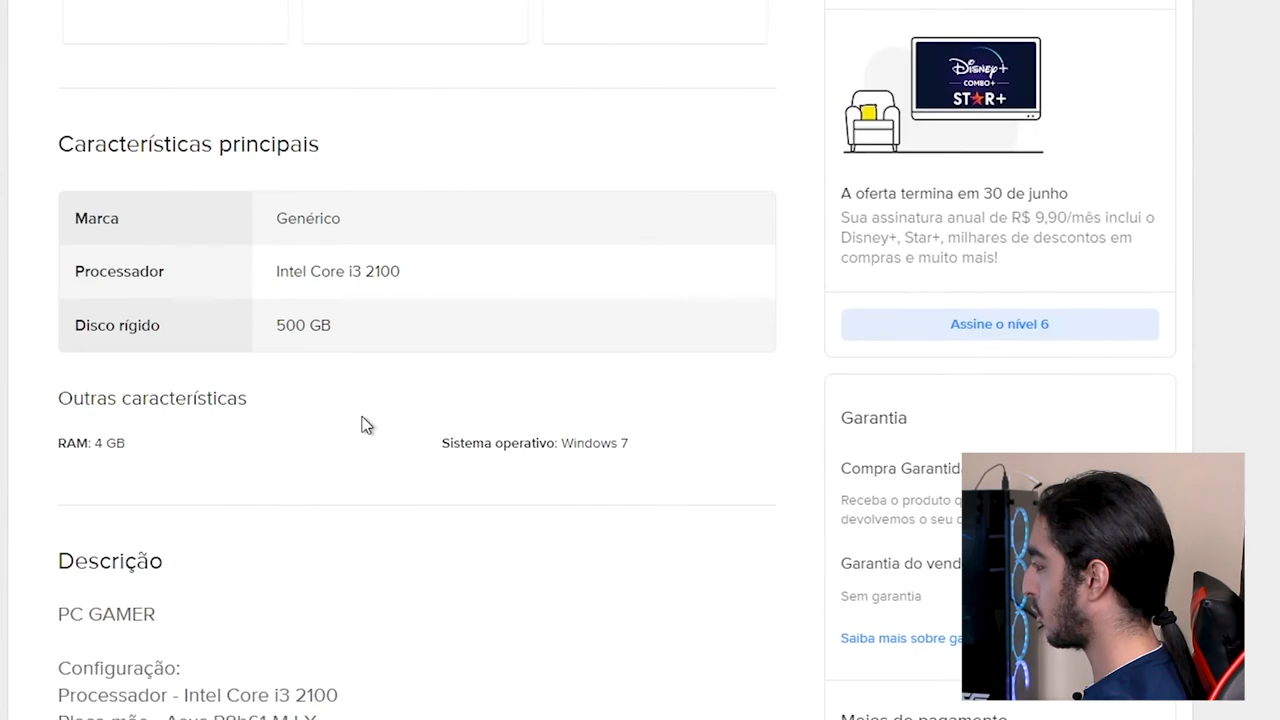 Disney+
COMBO+
STAR+
Características principais
Marca Genérico
Processador Intel Core i3 2100
Disco rígido 500 GB
Outras características
RAM: 4 GB
Sistema operativo: Windows 7
Descrição
PC GAMER
Configuração:
Processador - Intel Core i3 2100
A oferta termina em 30 de junho
Sua assinatura anual de R$ 9,90/mês inclui o
Disney+, Star+, milhares de descontos em
compras e muito mais!
Assine o nível 6
Garantia
Compra Garantid
Receba o produto q
devolvemos o seu d
Garantia do vend
Sem garantia
Saiba mais sobre ga